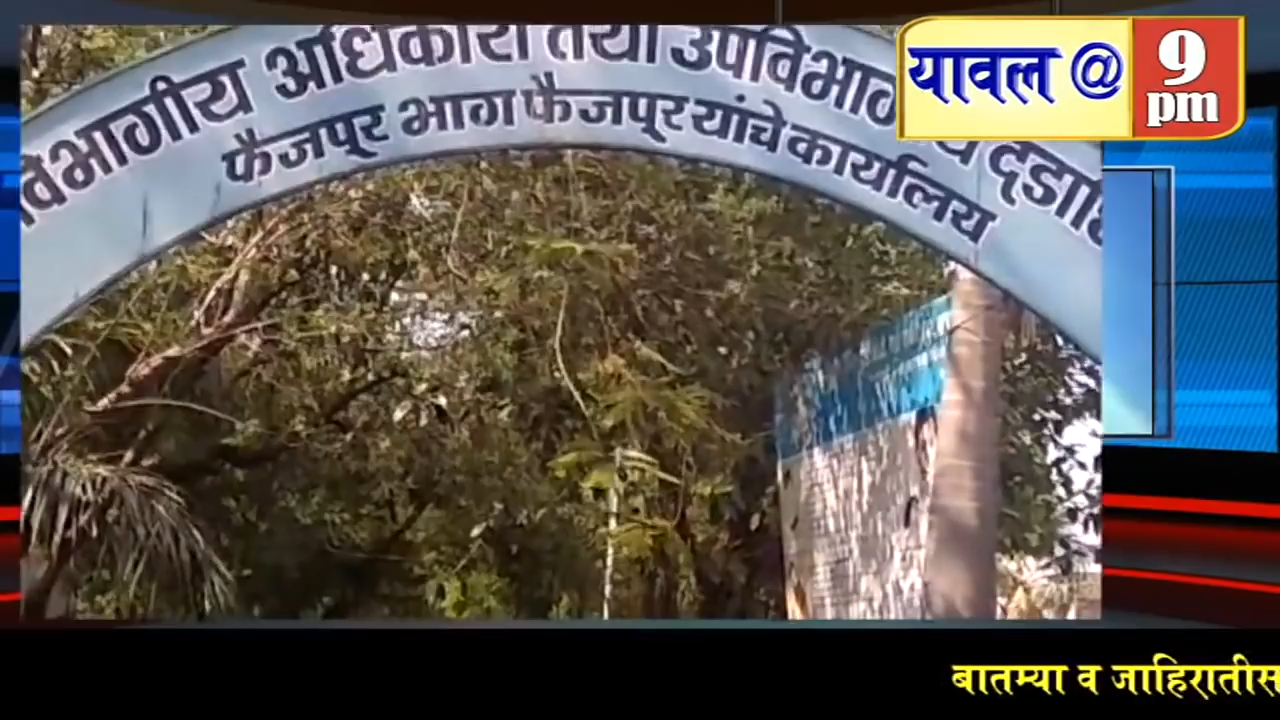 विभागीय अधिकारी तथा उपविभाग
फैजपूर भाग फैजपूर यांचे कार्यालय
यावल @ 9 pm
बातम्या व जाहिरातीस